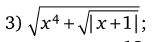 3) √(x⁴+√|x+1|);